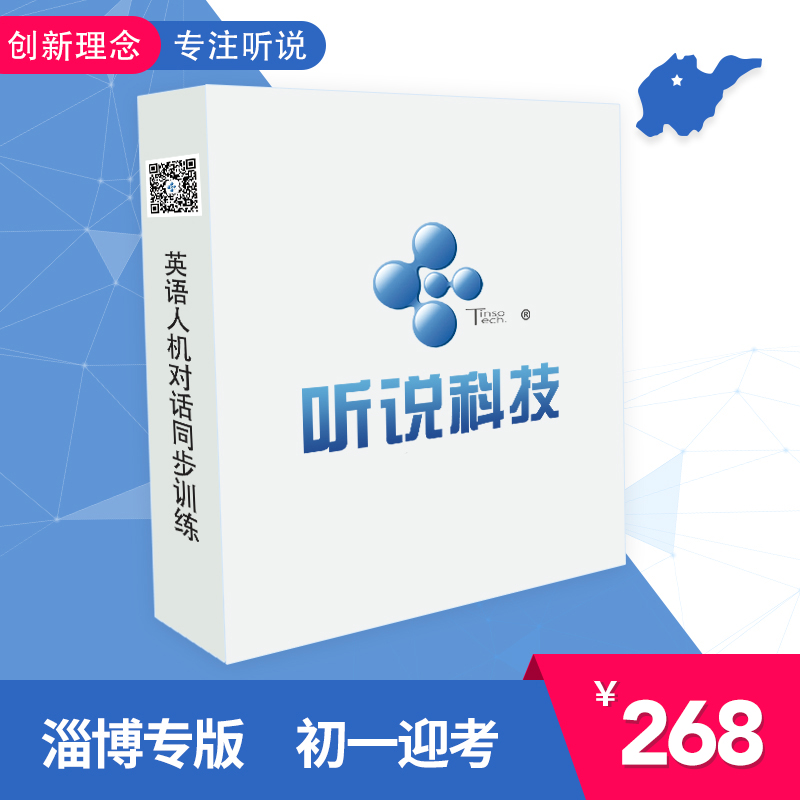 创新理念
专注听说
英语人机对话同步训练
Tinso
Tech.
®
听说科技
淄博专版 初一迎考
¥268